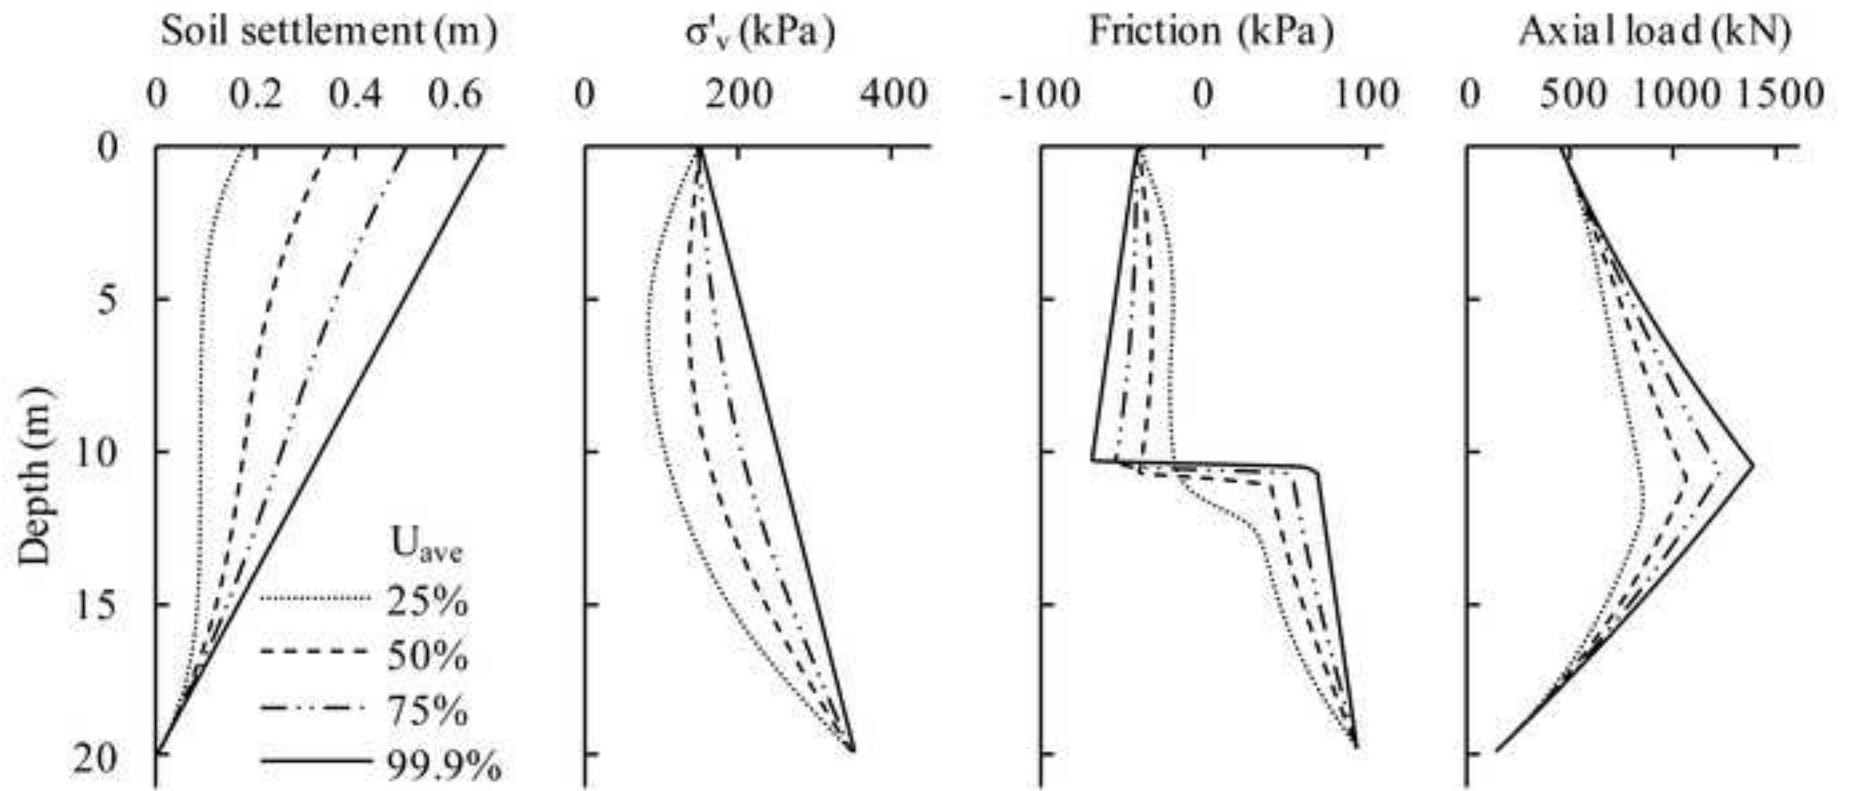 Soil settlement (m)
0 0.2 0.4 0.6
σ'v (kPa)
0 200 400
Friction (kPa)
-100 0 100
Axial load (kN)
0 500 1000 1500
Depth (m)
0
5
10
15
20
Uave
25%
50%
75%
99.9%